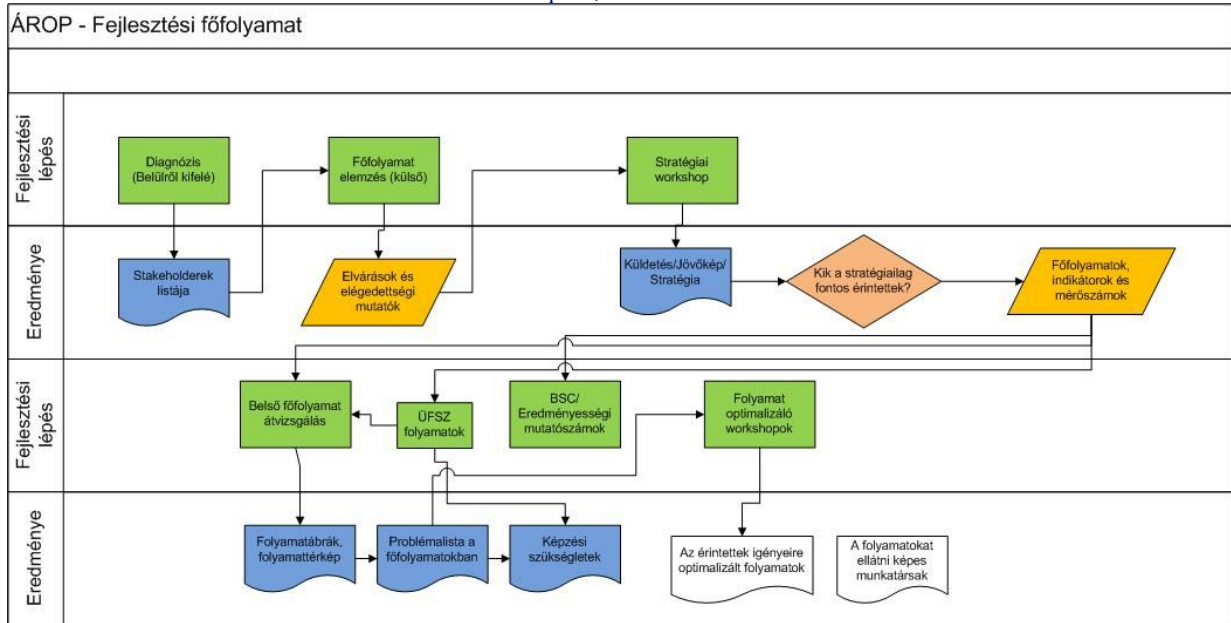 ÁROP - Fejlesztési főfolyamat
Fejlesztési
lépés
Diagnózis
(Belülről kifelé)
Főfolyamat
elemzés (külső)
Stratégiai
workshop
Eredménye
Stakeholderek
listája
Elvárások és
elégedettségi
mutatók
Küldetés/Jövőkép/
Stratégia
Kik a stratégiailag
fontos érintettek?
Főfolyamatok,
indikátorok és
mérőszámok
Fejlesztési
lépés
Belső főfolyamat
átvizsgálás
ÜFSZ
folyamatok
BSC/
Eredményességi
mutatószámok
Folyamat
optimalizáló
workshopok
Eredménye
Folyamatábrák,
folyamattérkép
Problémalista a
főfolyamatokban
Képzési
szükségletek
Az érintettek igényeire
optimalizált folyamatok
A folyamatokat
ellátni képes
munkatársak